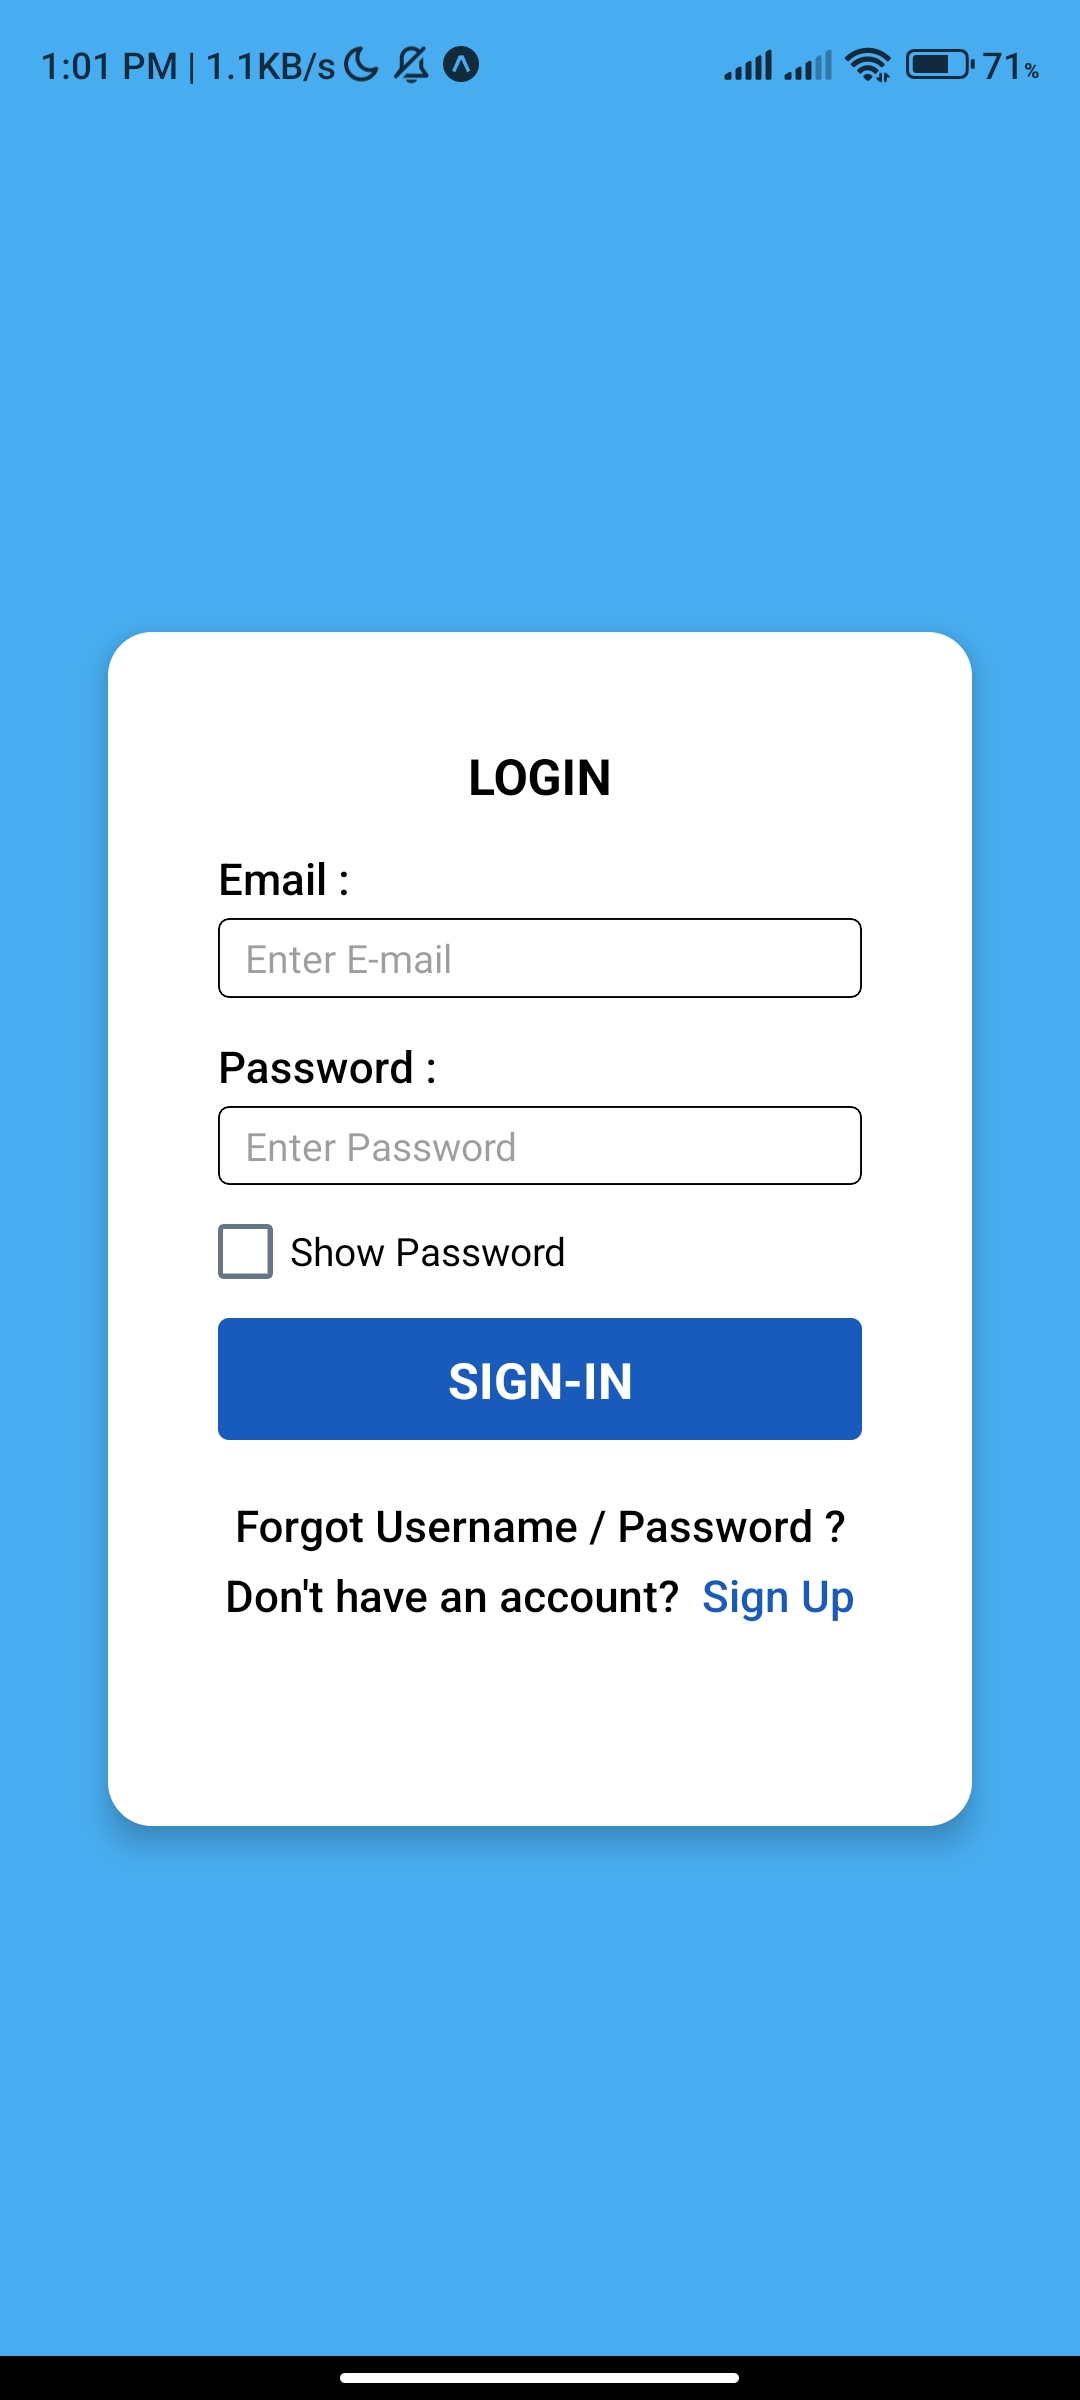 1:01 PM | 1.1KB/s 71%
LOGIN
Email :
Enter E-mail
Password :
Enter Password
Show Password
SIGN-IN
Forgot Username / Password ?
Don't have an account? Sign Up